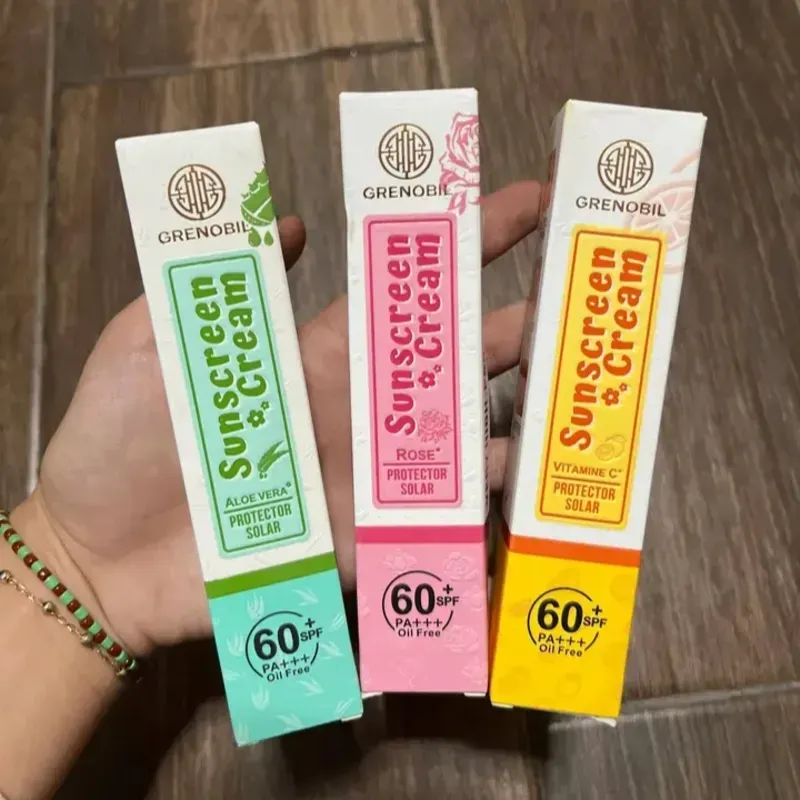 GRENOBIL
Sunscreen
Cream
ALOE VERA*
PROTECTOR
SOLAR
60+ SPF
PA+++
Oil Free
GRENOBIL
Sunscreen
Cream
ROSE*
PROTECTOR
SOLAR
60+ SPF
PA+++
Oil Free
GRENOBIL
Sunscreen
Cream
VITAMINE C*
PROTECTOR
SOLAR
60+ SPF
PA+++
Oil Free